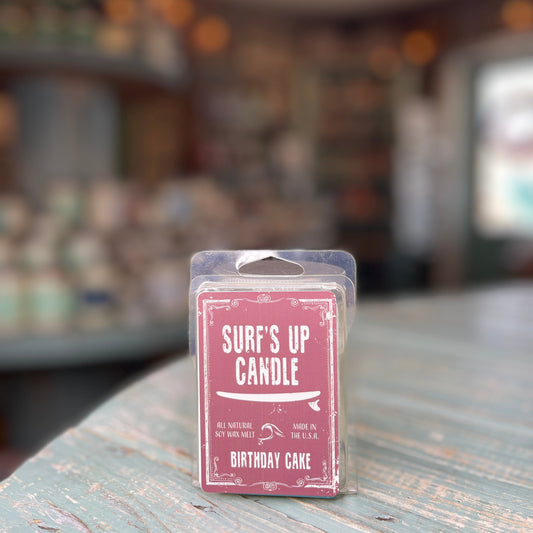 SURF'S UP
CANDLE
ALL NATURAL
SOY WAX MELT
MADE IN
THE U.S.A.
BIRTHDAY CAKE